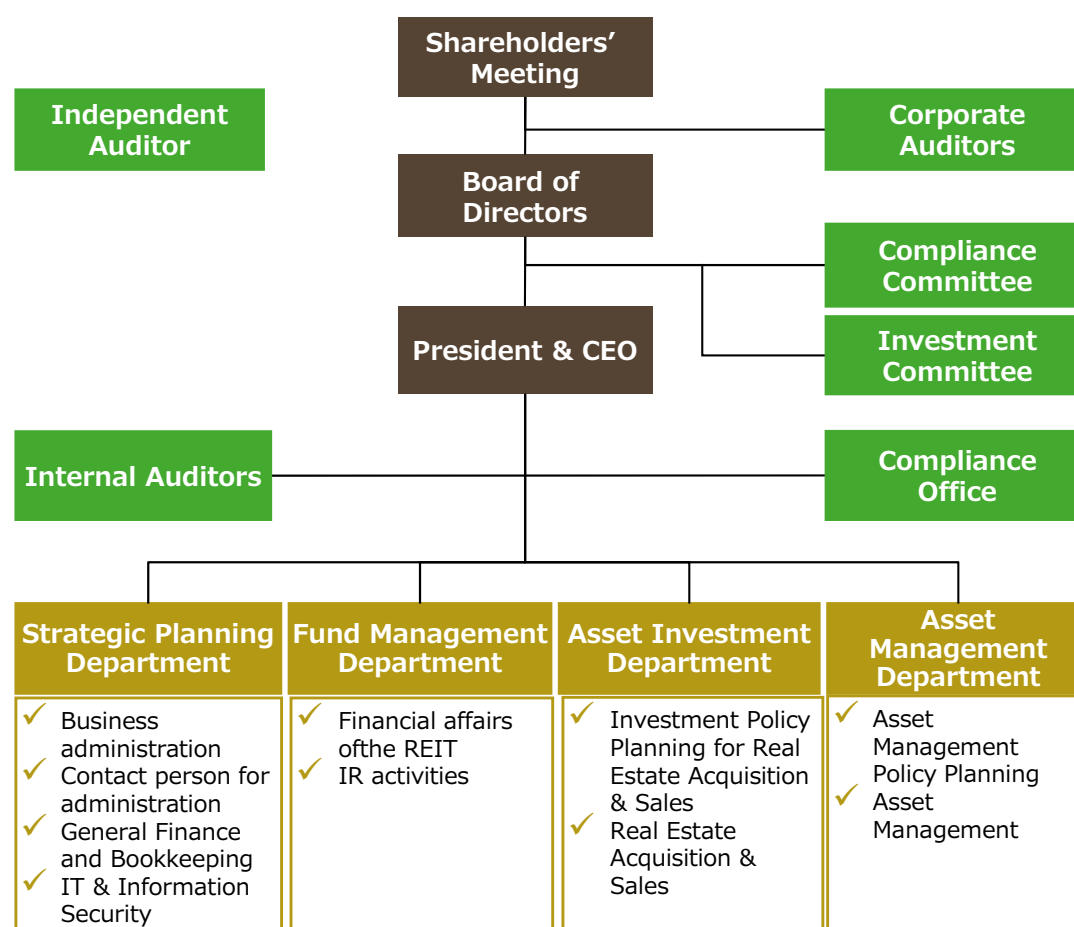 Shareholders’
Meeting
Independent
Auditor
Corporate
Auditors
Board of
Directors
Compliance
Committee
President & CEO
Investment
Committee
Internal Auditors
Compliance
Office
Strategic Planning
Department
Fund Management
Department
Asset Investment
Department
Asset
Management
Department
✓ Business
administration
✓ Contact person for
administration
✓ General Finance
and Bookkeeping
✓ IT & Information
Security
✓ Financial affairs
ofthe REIT
✓ IR activities
✓ Investment Policy
Planning for Real
Estate Acquisition
& Sales
✓ Real Estate
Acquisition &
Sales
✓ Asset
Management
Policy Planning
✓ Asset
Management